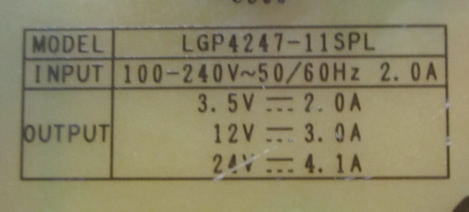 MODEL LGP4247-11SPL
INPUT 100-240V~50/60Hz 2.0A
OUTPUT
3.5V ⎓ 2.0A
12V ⎓ 3.0A
24V ⎓ 4.1A